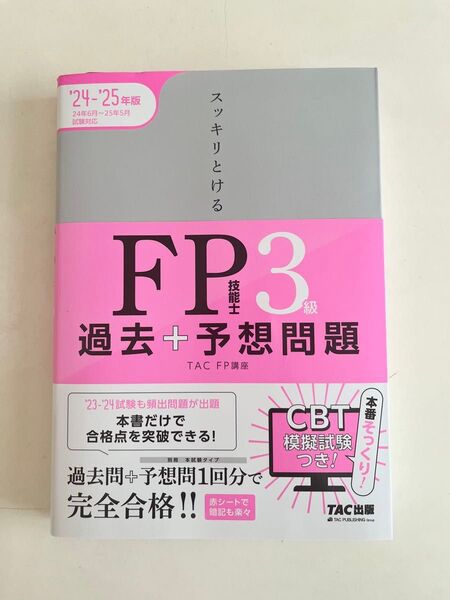 '24-'25年版
24年6月〜25年5月
試験対応
スッキリとける
FP技能士3級
過去+予想問題
TAC FP講座
'23-'24試験も頻出問題が出題
本書だけで
合格点を突破できる!
別冊 本試験タイプ
過去問+予想問1回分で
完全合格!!
赤シートで
暗記も楽々
CBT
模擬試験
つき!
本番そっくり!
TAC出版
TAC PUBLISHING Group